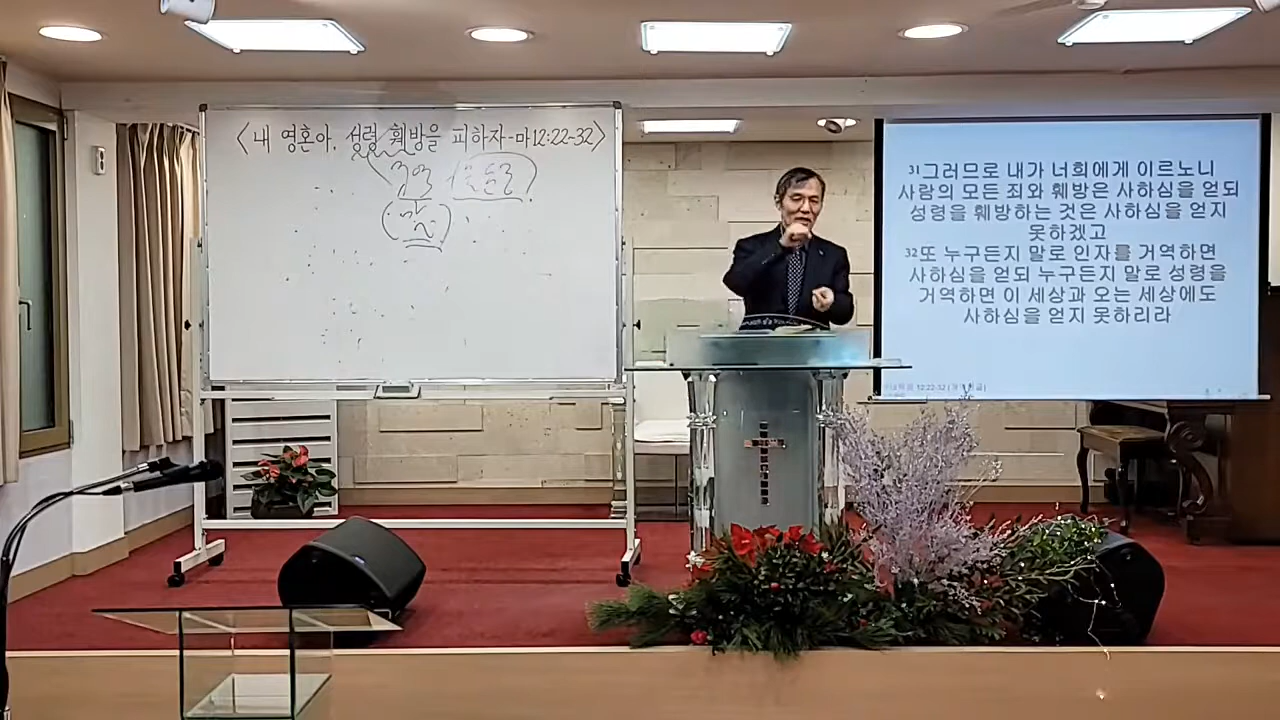 <내 영혼아, 성령 훼방을 피하자-마12:22-32>
31그러므로 내가 너희에게 이르노니
사람의 모든 죄와 훼방은 사하심을 얻되
성령을 훼방하는 것은 사하심을 얻지
못하겠고
32또 누구든지 말로 인자를 거역하면
사하심을 얻되 누구든지 말로 성령을
거역하면 이 세상과 오는 세상에도
사하심을 얻지 못하리라